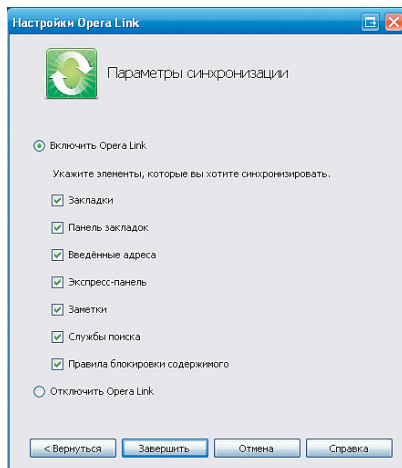 Настройки Opera Link
Параметры синхронизации
Включить Opera Link
Укажите элементы, которые вы хотите синхронизировать.
Закладки
Панель закладок
Введённые адреса
Экспресс-панель
Заметки
Службы поиска
Правила блокировки содержимого
Отключить Opera Link
< Вернуться Завершить Отмена Справка